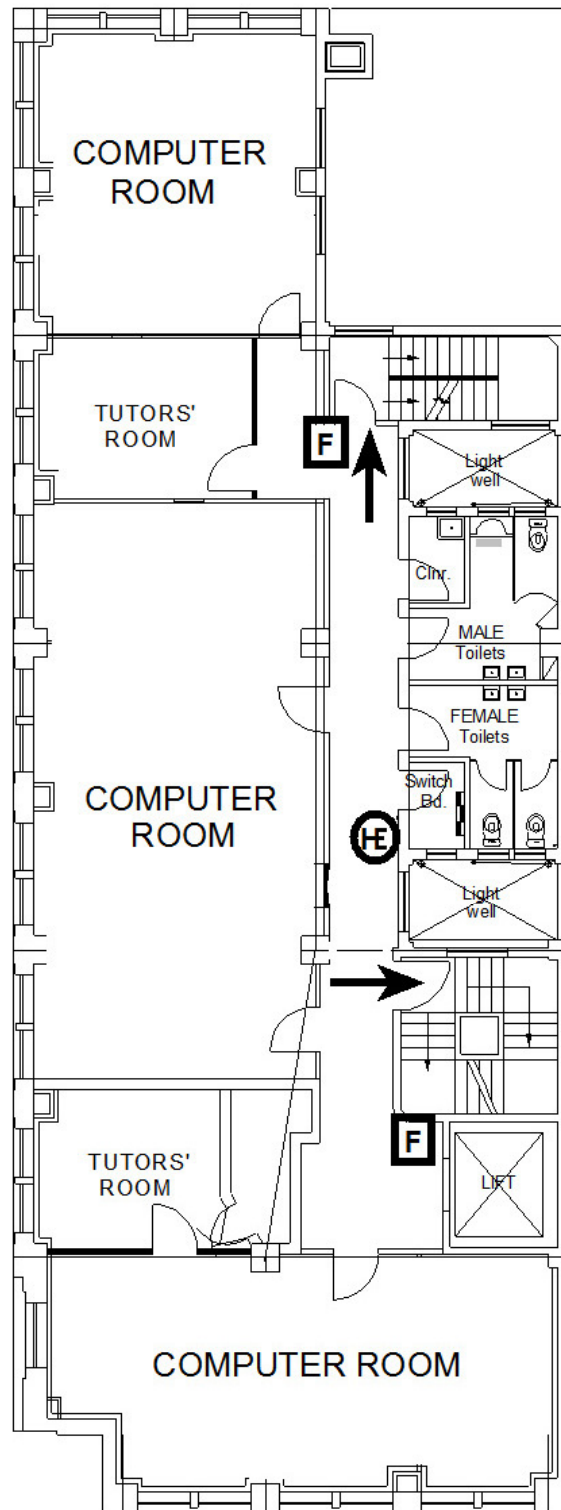 COMPUTER
ROOM
TUTORS'
ROOM
F
Light
well
Clnr.
MALE
Toilets
FEMALE
Toilets
COMPUTER
ROOM
Switch
Bd.
HE
Light
well
F
TUTORS'
ROOM
LIFT
COMPUTER ROOM